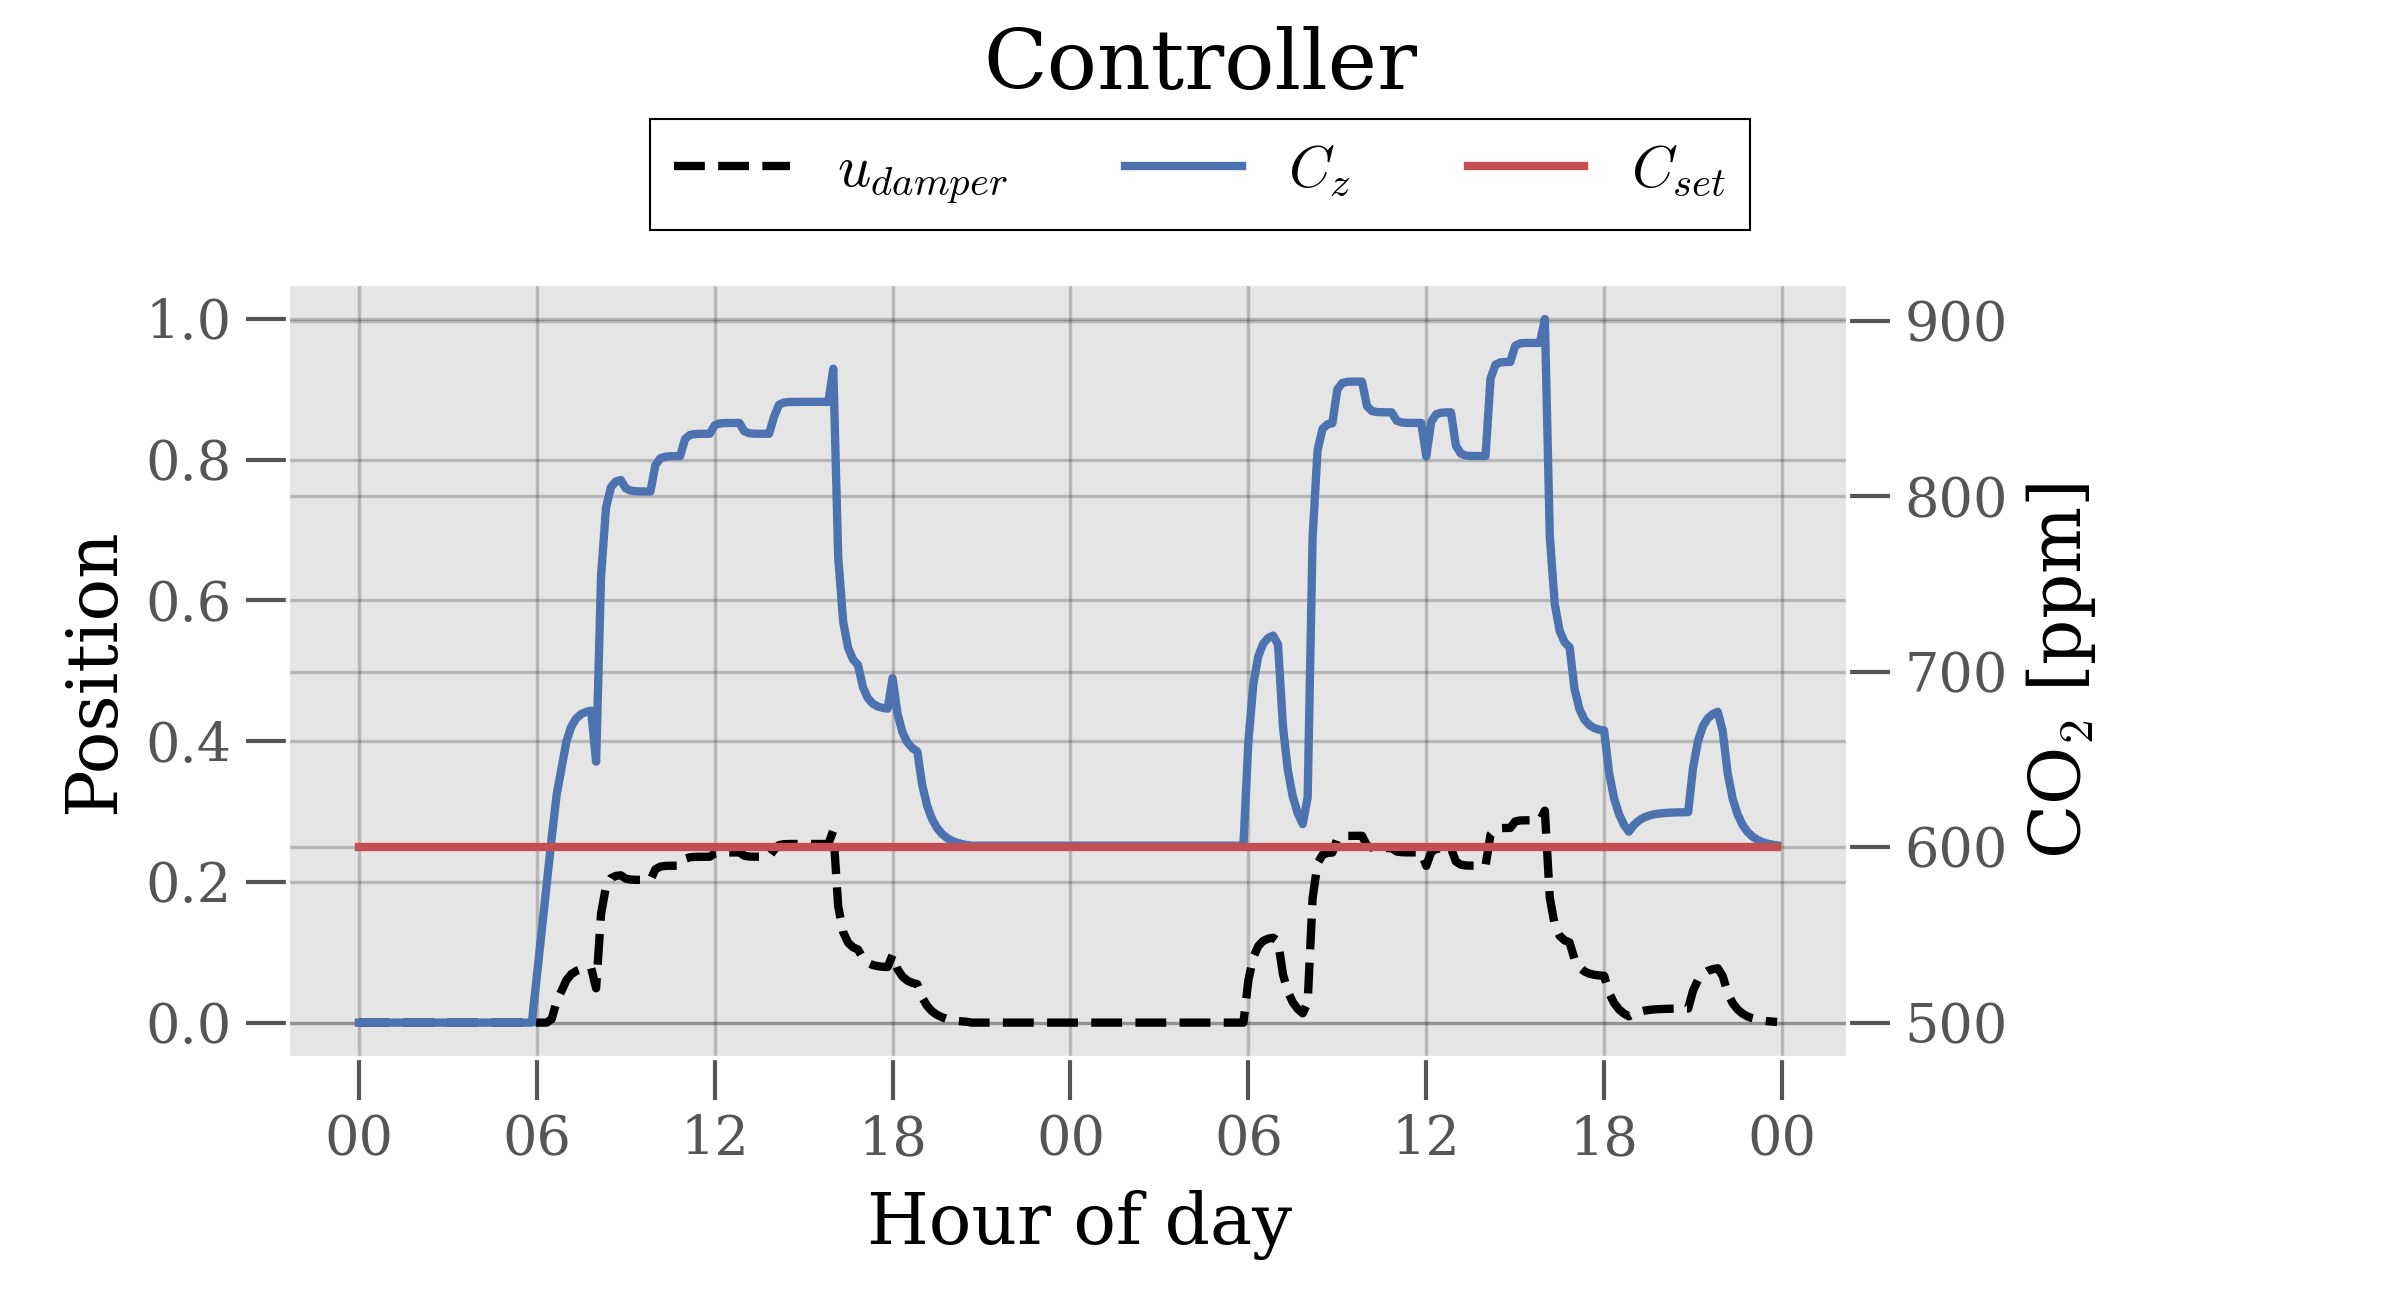 Controller
u_damper C_z C_set
1.0
0.8
0.6
0.4
0.2
0.0
Position
900
800
700
600
500
CO₂ [ppm]
00 06 12 18 00 06 12 18 00
Hour of day